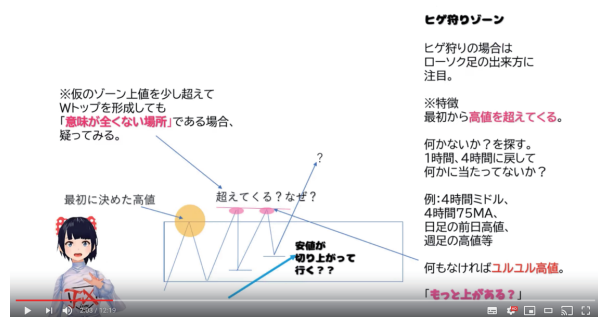 ヒゲ狩りゾーン
ヒゲ狩りの場合は
ローソク足の出来方に
注目。
※特徴
最初から高値を超えてくる。
何かないか？を探す。
1時間、4時間に戻して
何かに当たってないか？
例：4時間ミドル、
4時間75MA、
日足の前日高値、
週足の高値等
何もなければユルユル高値。
「もっと上がある？」
※仮のゾーン上値を少し超えて
Wトップを形成しても
「意味が全くない場所」である場合、
疑ってみる。
？
超えてくる？なぜ？
最初に決めた高値
安値が
切り上がって
行く？？
2:03 / 12:19